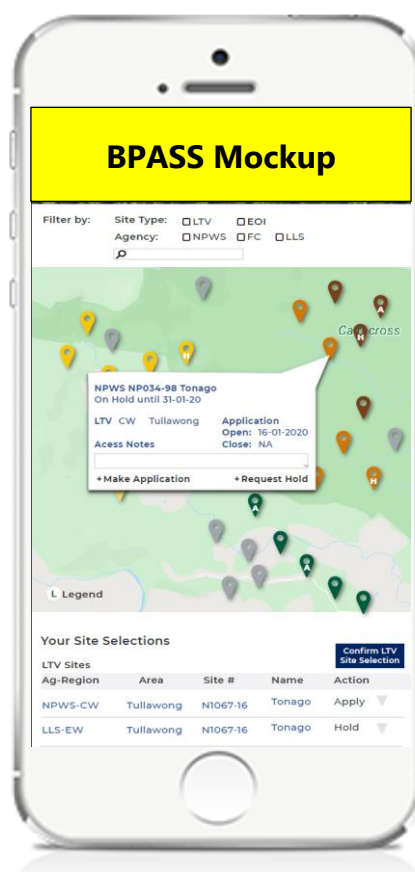 BPASS Mockup
Filter by: Site Type: LTV EOI
Agency: NPWS FC LLS
A
H
H
NPWS NP034-98 Tonago
On Hold until 31-01-20
LTV CW Tullawong Application
Open: 16-01-2020
Acess Notes Close: NA
+Make Application +Request Hold
H
A
A
L Legend
Your Site Selections
Confirm LTV
Site Selection
LTV Sites
Ag-Region Area Site # Name Action
NPWS-CW Tullawong N1067-16 Tonago Apply
LLS-EW Tullawong N1067-16 Tonago Hold